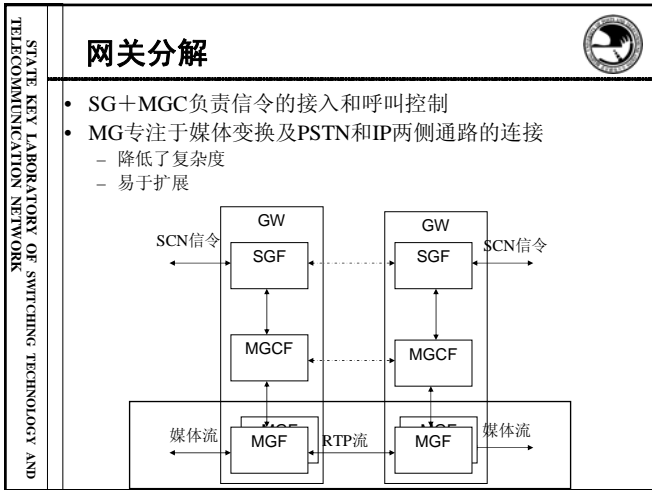 STATE KEY LABORATORY OF SWITCHING TECHNOLOGY AND
TELECOMMUNICATION NETWORK
网关分解
• SG＋MGC负责信令的接入和呼叫控制
• MG专注于媒体变换及PSTN和IP两侧通路的连接
– 降低了复杂度
– 易于扩展
GW
GW
SCN信令
SGF
SGF
SCN信令
MGCF
MGCF
媒体流
MGF
RTP流
MGF
媒体流